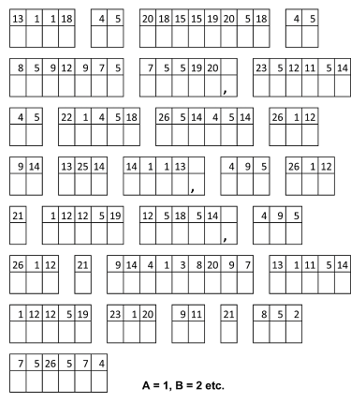 13 1 1 18 4 5 20 18 15 15 19 20 5 18 4 5
8 5 9 12 9 7 5 7 5 5 19 20 , 23 5 12 11 5 14
4 5 22 1 4 5 18 26 5 14 4 5 14 26 1 12
9 14 13 25 14 14 1 1 13 , 4 9 5 26 1 12
21 1 12 12 5 19 12 5 18 5 14 , 4 9 5
26 1 12 21 9 14 4 1 3 8 20 9 7 13 1 11 5 14
1 12 12 5 19 23 1 20 9 11 21 8 5 2
7 5 26 5 7 4
A = 1, B = 2 etc.